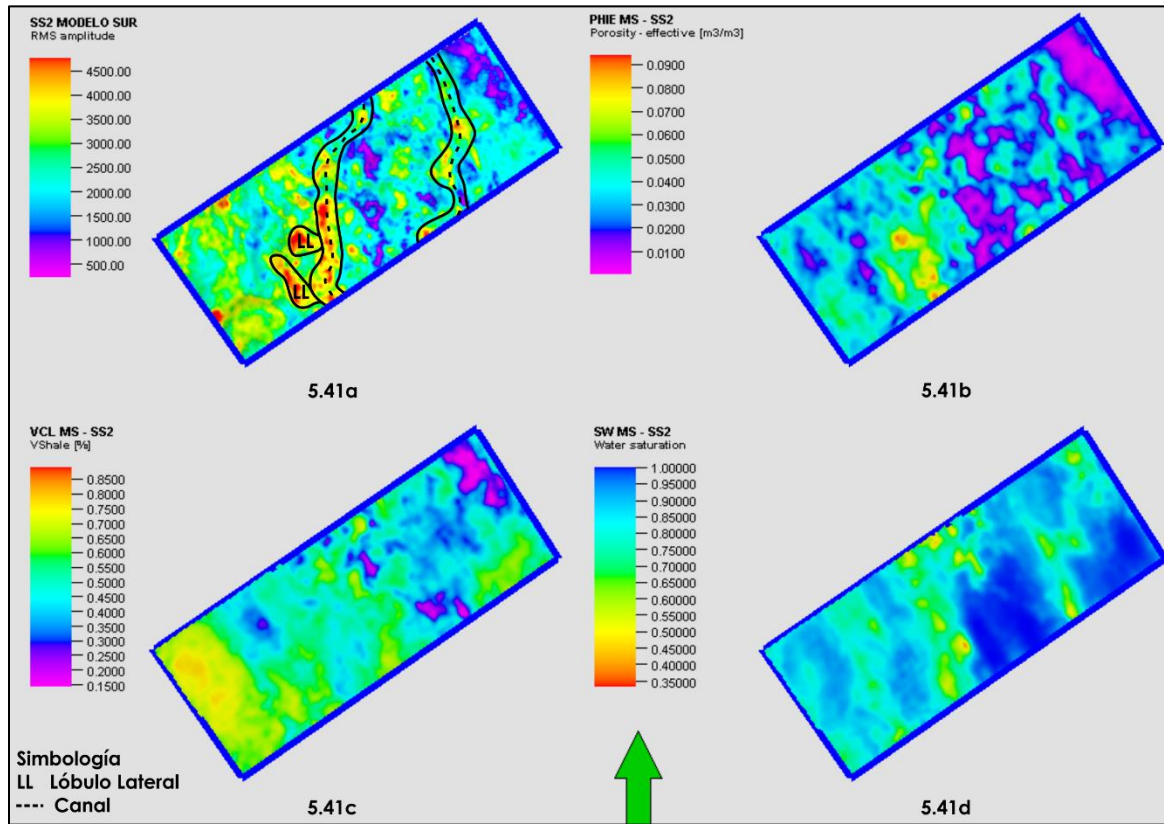 SS2 MODELO SUR
RMS amplitude
4500.00
4000.00
3500.00
3000.00
2500.00
2000.00
1500.00
1000.00
500.00
LL
LL
5.41a
PHIE MS - SS2
Porosity - effective [m3/m3]
0.0900
0.0800
0.0700
0.0600
0.0500
0.0400
0.0300
0.0200
0.0100
5.41b
VCL MS - SS2
VShale [%]
0.8500
0.8000
0.7500
0.7000
0.6500
0.6000
0.5500
0.5000
0.4500
0.4000
0.3500
0.3000
0.2500
0.2000
0.1500
5.41c
SW MS - SS2
Water saturation
1.00000
0.95000
0.90000
0.85000
0.80000
0.75000
0.70000
0.65000
0.60000
0.55000
0.50000
0.45000
0.40000
0.35000
5.41d
Simbología
LL Lóbulo Lateral
---- Canal